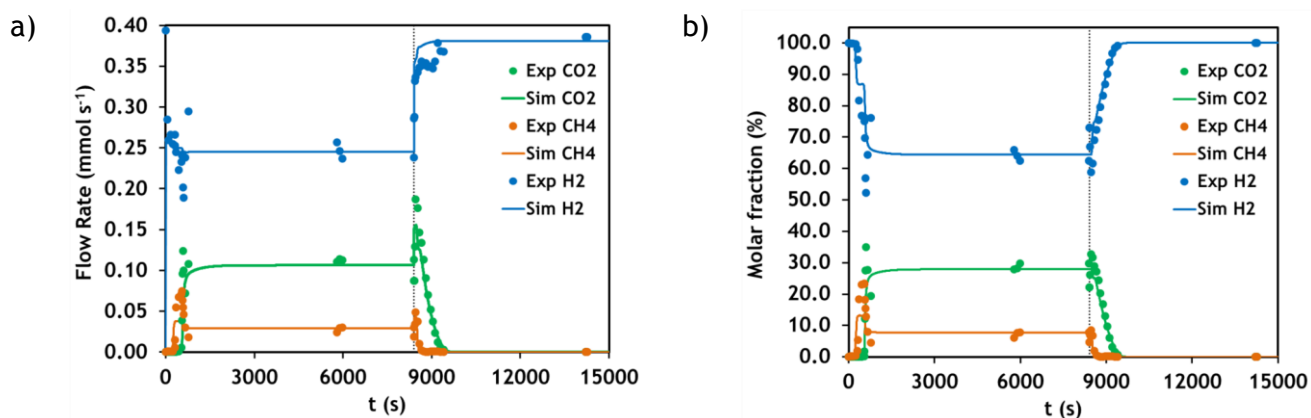 a)
0.40
0.35
0.30
0.25
0.20
0.15
0.10
0.05
0.00
Flow Rate (mmol s⁻¹)
Exp CO2
Sim CO2
Exp CH4
Sim CH4
Exp H2
Sim H2
0 3000 6000 9000 12000 15000
t (s)
b)
100.0
90.0
80.0
70.0
60.0
50.0
40.0
30.0
20.0
10.0
0.0
Molar fraction (%)
Exp CO2
Sim CO2
Exp CH4
Sim CH4
Exp H2
Sim H2
0 3000 6000 9000 12000 15000
t (s)